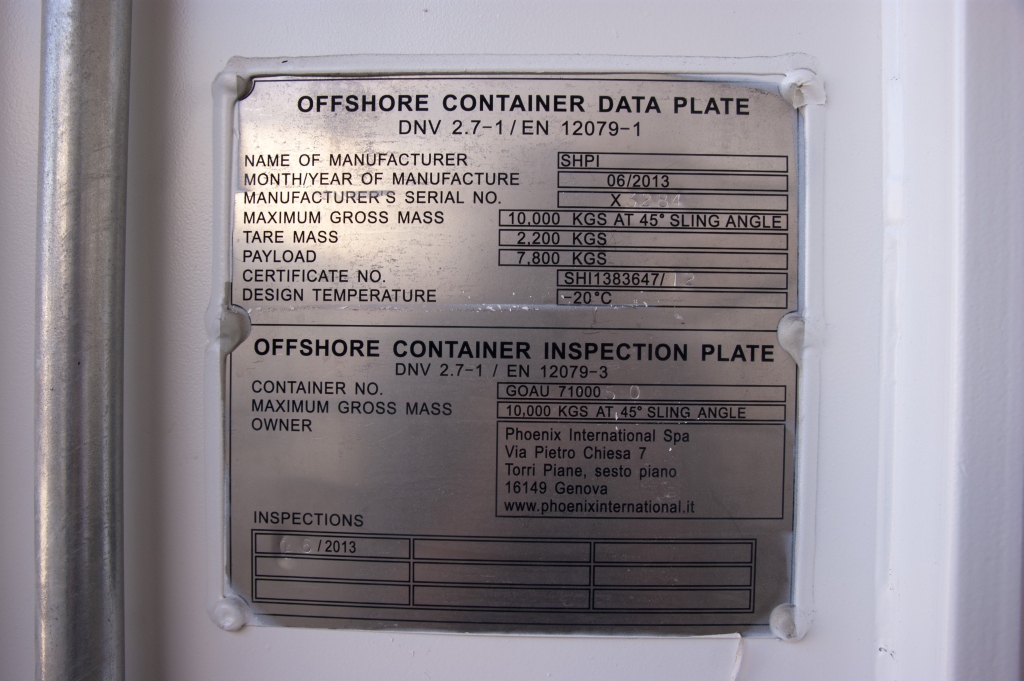 OFFSHORE CONTAINER DATA PLATE
DNV 2.7-1 / EN 12079-1
NAME OF MANUFACTURER SHPI
MONTH/YEAR OF MANUFACTURE 06/2013
MANUFACTURER'S SERIAL NO. X
MAXIMUM GROSS MASS 10,000 KGS AT 45° SLING ANGLE
TARE MASS 2,200 KGS
PAYLOAD 7,800 KGS
CERTIFICATE NO. SHI1383647/12
DESIGN TEMPERATURE -20°C
OFFSHORE CONTAINER INSPECTION PLATE
DNV 2.7-1 / EN 12079-3
CONTAINER NO. GOAU 71000
MAXIMUM GROSS MASS 10,000 KGS AT 45° SLING ANGLE
OWNER
Phoenix International Spa
Via Pietro Chiesa 7
Torri Piane, sesto piano
16149 Genova
www.phoenixinternational.it
INSPECTIONS
/2013